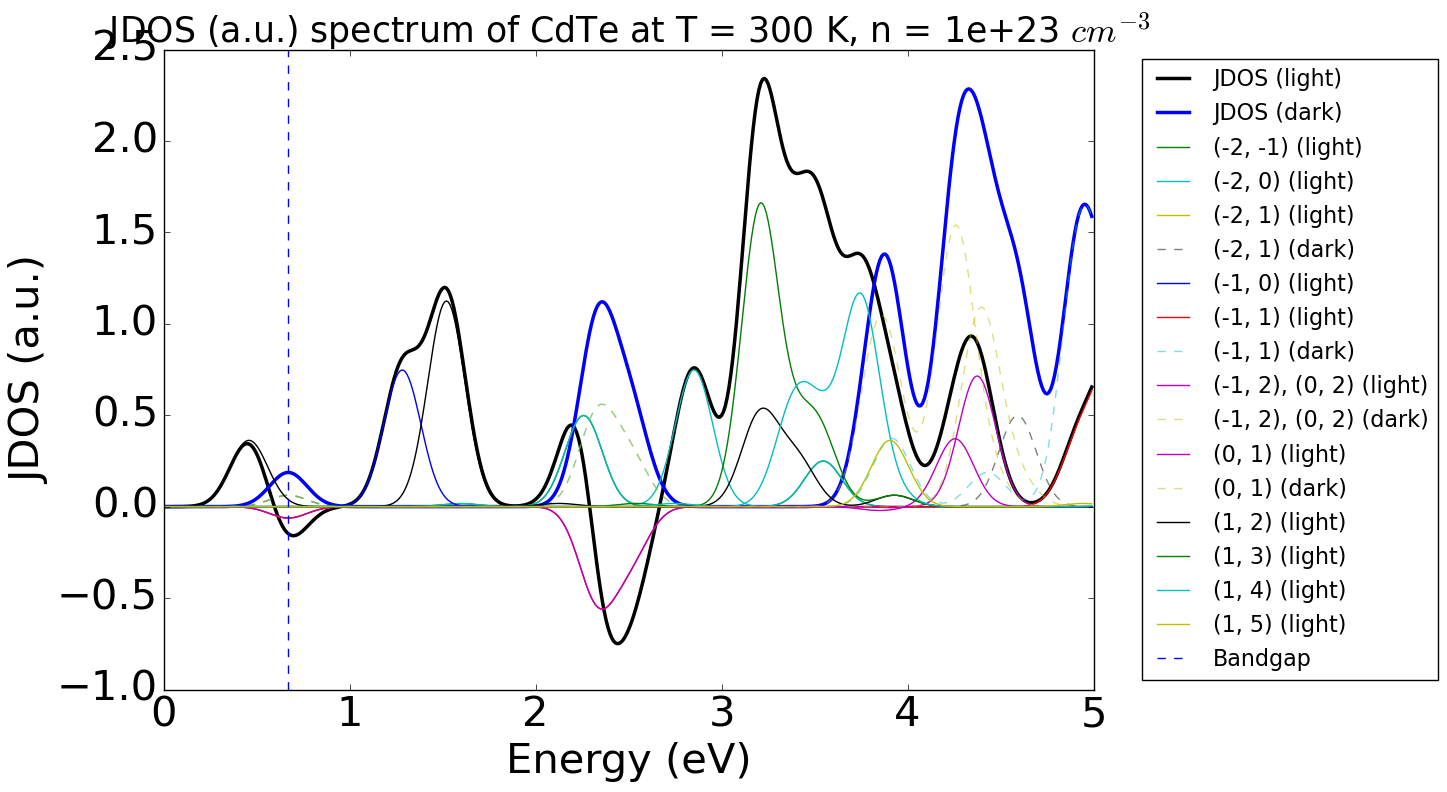 JDOS (a.u.) spectrum of CdTe at T = 300 K, n = 1e+23 cm⁻³
2.5
2.0
1.5
1.0
0.5
0.0
−0.5
−1.0
JDOS (a.u.)
0 1 2 3 4 5
Energy (eV)
JDOS (light)
JDOS (dark)
(-2, -1) (light)
(-2, 0) (light)
(-2, 1) (light)
(-2, 1) (dark)
(-1, 0) (light)
(-1, 1) (light)
(-1, 1) (dark)
(-1, 2), (0, 2) (light)
(-1, 2), (0, 2) (dark)
(0, 1) (light)
(0, 1) (dark)
(1, 2) (light)
(1, 3) (light)
(1, 4) (light)
(1, 5) (light)
Bandgap